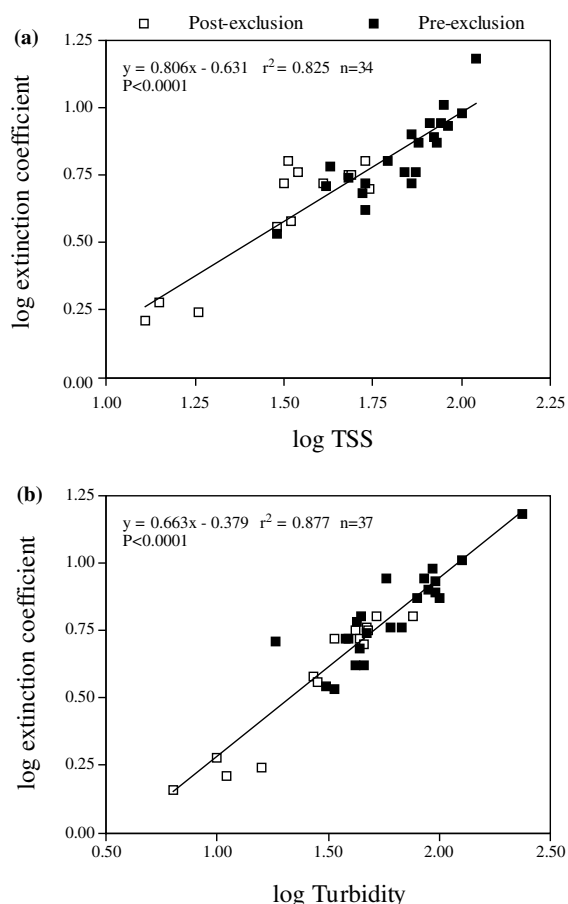 Post-exclusion Pre-exclusion
(a)
y = 0.806x - 0.631 r² = 0.825 n=34
P<0.0001
log extinction coefficient
1.25
1.00
0.75
0.50
0.25
0.00
1.00 1.25 1.50 1.75 2.00 2.25
log TSS
(b)
y = 0.663x - 0.379 r² = 0.877 n=37
P<0.0001
log extinction coefficient
1.25
1.00
0.75
0.50
0.25
0.00
0.50 1.00 1.50 2.00 2.50
log Turbidity